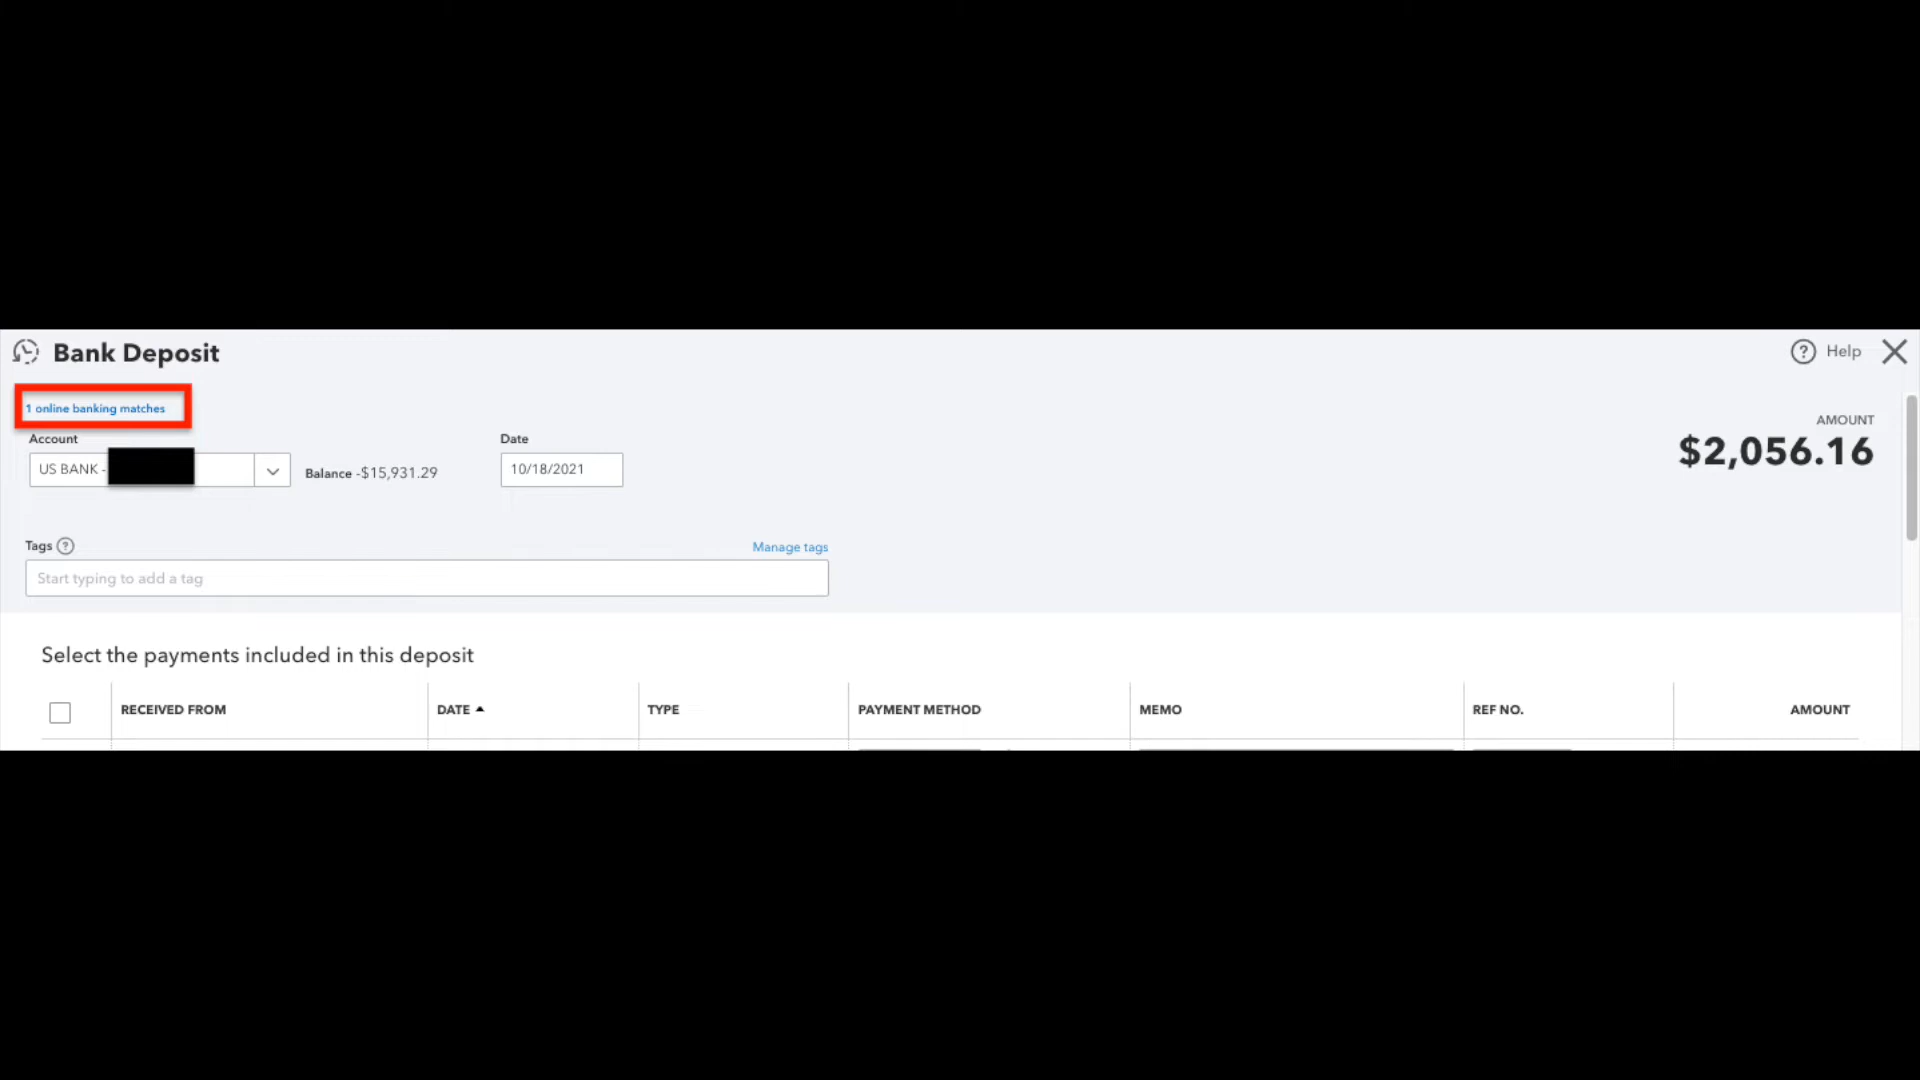 Bank Deposit
? Help
1 online banking matches
Account
US BANK -
Balance -$15,931.29
Date
10/18/2021
AMOUNT
$2,056.16
Tags ?
Manage tags
Start typing to add a tag
Select the payments included in this deposit
RECEIVED FROM DATE TYPE PAYMENT METHOD MEMO REF NO. AMOUNT